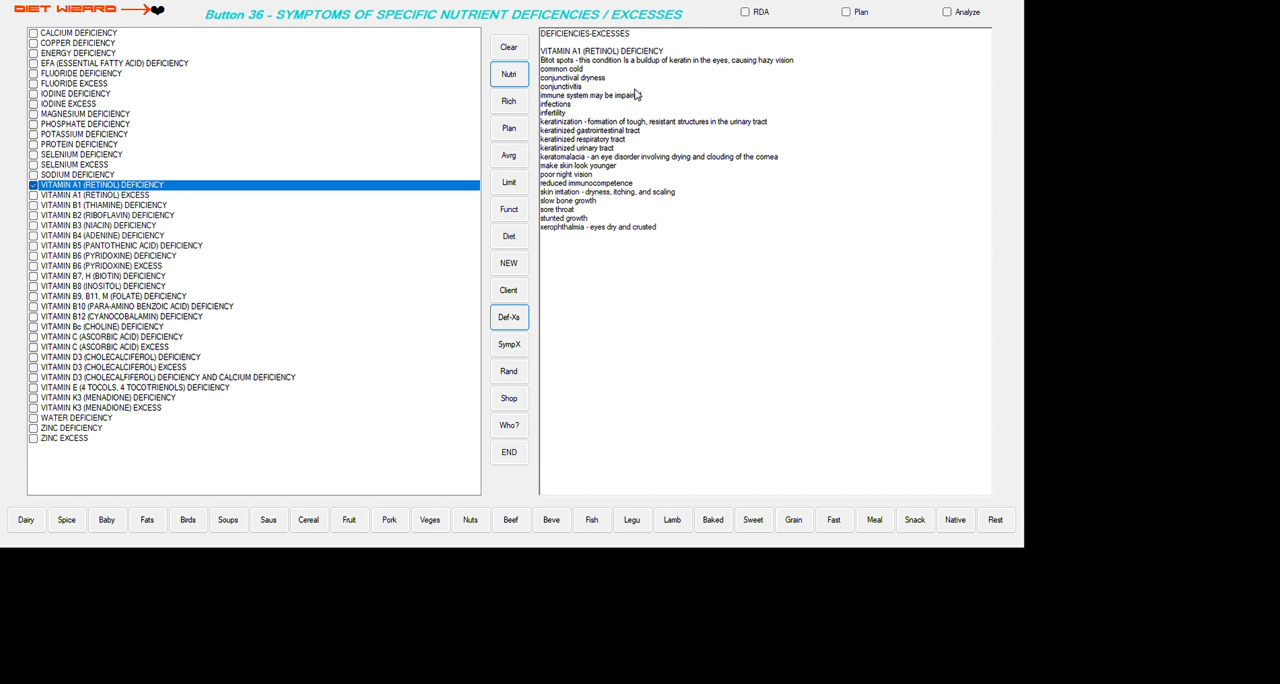 DIET WIZARD
Button 36 - SYMPTOMS OF SPECIFIC NUTRIENT DEFICENCIES / EXCESSES
RDA
Plan
Analyze
CALCIUM DEFICIENCY
COPPER DEFICIENCY
ENERGY DEFICIENCY
EFA (ESSENTIAL FATTY ACID) DEFICIENCY
FLUORIDE DEFICIENCY
FLUORIDE EXCESS
IODINE DEFICIENCY
IODINE EXCESS
MAGNESIUM DEFICIENCY
PHOSPHATE DEFICIENCY
POTASSIUM DEFICIENCY
PROTEIN DEFICIENCY
SELENIUM DEFICIENCY
SELENIUM EXCESS
SODIUM DEFICIENCY
VITAMIN A1 (RETINOL) DEFICIENCY
VITAMIN A1 (RETINOL) EXCESS
VITAMIN B1 (THIAMINE) DEFICIENCY
VITAMIN B2 (RIBOFLAVIN) DEFICIENCY
VITAMIN B3 (NIACIN) DEFICIENCY
VITAMIN B4 (ADENINE) DEFICIENCY
VITAMIN B5 (PANTOTHENIC ACID) DEFICIENCY
VITAMIN B6 (PYRIDOXINE) DEFICIENCY
VITAMIN B6 (PYRIDOXINE) EXCESS
VITAMIN B7, H (BIOTIN) DEFICIENCY
VITAMIN B8 (INOSITOL) DEFICIENCY
VITAMIN B9, B11, M (FOLATE) DEFICIENCY
VITAMIN B10 (PARA-AMINO BENZOIC ACID) DEFICIENCY
VITAMIN B12 (CYANOCOBALAMIN) DEFICIENCY
VITAMIN Bc (CHOLINE) DEFICIENCY
VITAMIN C (ASCORBIC ACID) DEFICIENCY
VITAMIN C (ASCORBIC ACID) EXCESS
VITAMIN D3 (CHOLECALCIFEROL) DEFICIENCY
VITAMIN D3 (CHOLECALCIFEROL) EXCESS
VITAMIN D3 (CHOLECALFIFEROL) DEFICIENCY AND CALCIUM DEFICIENCY
VITAMIN E (4 TOCOLS, 4 TOCOTRIENOLS) DEFICIENCY
VITAMIN K3 (MENADIONE) DEFICIENCY
VITAMIN K3 (MENADIONE) EXCESS
WATER DEFICIENCY
ZINC DEFICIENCY
ZINC EXCESS
Clear
Nutri
Rich
Plan
Avrg
Limit
Funct
Diet
NEW
Client
Def-Xs
SympX
Rand
Shop
Who?
END
DEFICIENCIES-EXCESSES
VITAMIN A1 (RETINOL) DEFICIENCY
Bitot spots - this condition is a buildup of keratin in the eyes, causing hazy vision
common cold
conjunctival dryness
conjunctivitis
immune system may be
infections
infertility
keratinization - formation of tough, resistant structures in the urinary tract
keratinized gastrointestinal tract
keratinized respiratory tract
keratinized urinary tract
keratomalacia - an eye disorder involving drying and clouding of the cornea
make skin look younger
poor night vision
reduced immunocompetence
skin irritation - dryness, itching, and scaling
slow bone growth
sore throat
stunted growth
xerophthalmia - eyes dry and crusted
Dairy
Spice
Baby
Fats
Birds
Soups
Saus
Cereal
Fruit
Pork
Veges
Nuts
Beef
Beve
Fish
Legu
Lamb
Baked
Sweet
Grain
Fast
Meal
Snack
Native
Rest